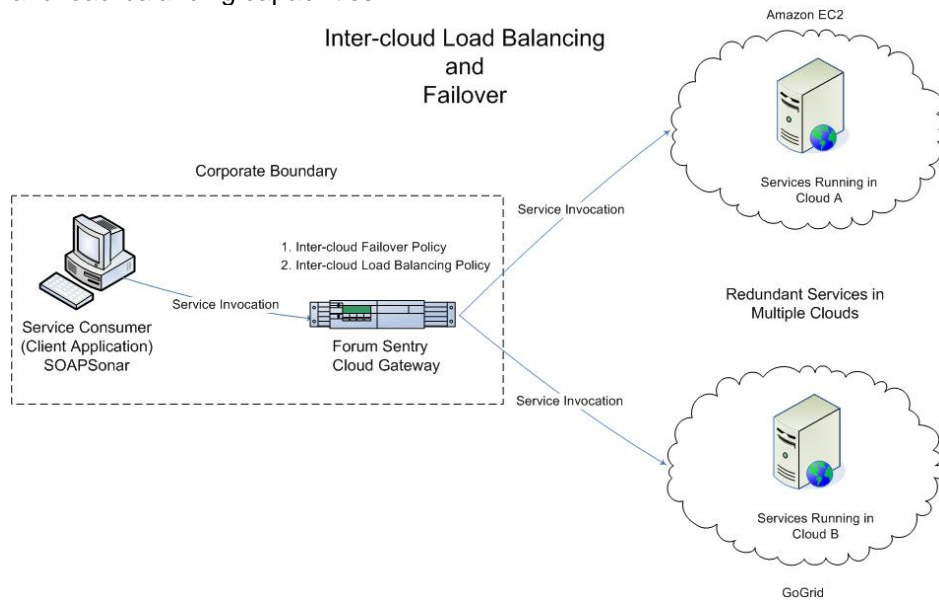 Amazon EC2
Inter-cloud Load Balancing
and
Failover
Corporate Boundary
Services Running in
Cloud A
Service Invocation
1. Inter-cloud Failover Policy
2. Inter-cloud Load Balancing Policy
Service Invocation
Redundant Services in
Multiple Clouds
Service Consumer
(Client Application)
SOAPSonar
Forum Sentry
Cloud Gateway
Service Invocation
Services Running in
Cloud B
GoGrid